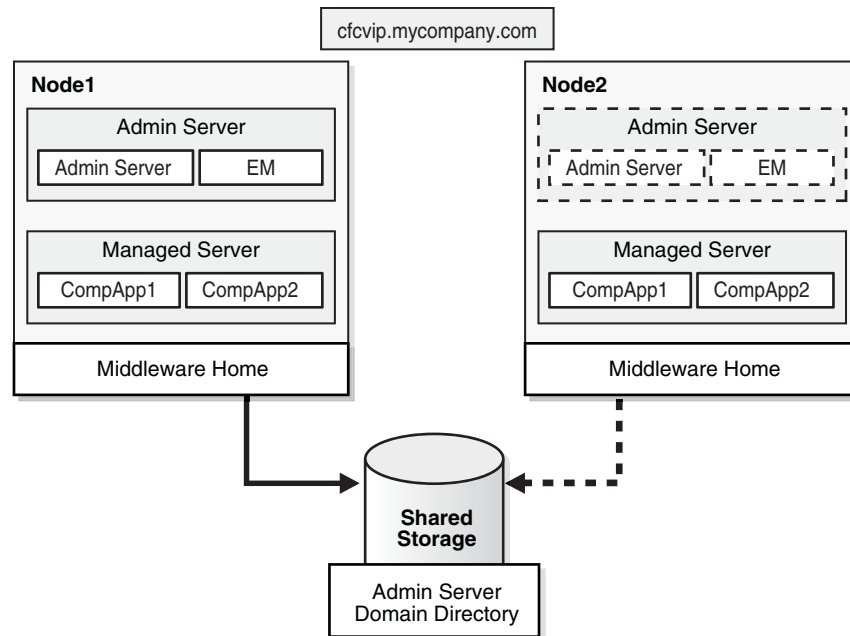 cfcvip.mycompany.com
Node1
Admin Server
Admin Server
EM
Managed Server
CompApp1
CompApp2
Middleware Home
Node2
Admin Server
Admin Server
EM
Managed Server
CompApp1
CompApp2
Middleware Home
Shared
Storage
Admin Server
Domain Directory